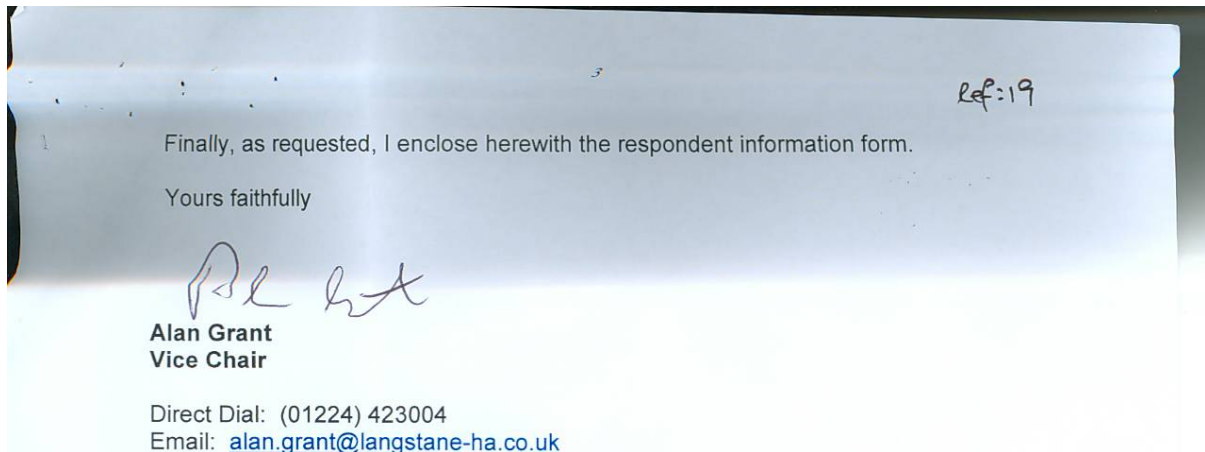 3
Ref:19
Finally, as requested, I enclose herewith the respondent information form.
Yours faithfully
Alan Grant
Vice Chair
Direct Dial: (01224) 423004
Email: alan.grant@langstane-ha.co.uk